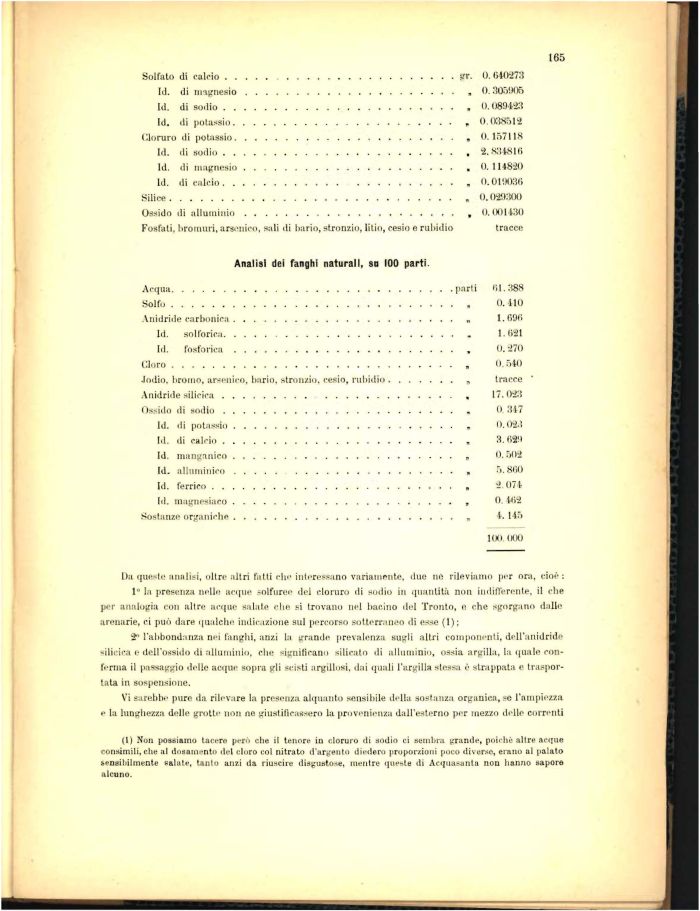 165
Solfato di calcio . . . . . . . . . . . . . . . . . . . . . . . gr. 0. 640273
Id. di magnesio . . . . . . . . . . . . . . . . . . . . . „ 0. 305905
Id. di sodio . . . . . . . . . . . . . . . . . . . . . . . „ 0. 089423
Id. di potassio . . . . . . . . . . . . . . . . . . . . . . „ 0. 038512
Cloruro di potassio . . . . . . . . . . . . . . . . . . . . . . „ 0. 157118
Id. di sodio . . . . . . . . . . . . . . . . . . . . . . . „ 2. 834816
Id. di magnesio . . . . . . . . . . . . . . . . . . . . . „ 0. 114820
Id. di calcio . . . . . . . . . . . . . . . . . . . . . . . „ 0. 019036
Silice . . . . . . . . . . . . . . . . . . . . . . . . . . . . „ 0. 029300
Ossido di alluminio . . . . . . . . . . . . . . . . . . . . . „ 0. 001430
Fosfati, bromuri, arsenico, sali di bario, stronzio, litio, cesio e rubidio tracce
Analisi dei fanghi naturali, su 100 parti.
Acqua . . . . . . . . . . . . . . . . . . . . . . . . . . . . parti 61. 388
Solfo . . . . . . . . . . . . . . . . . . . . . . . . . . . . „ 0. 410
Anidride carbonica . . . . . . . . . . . . . . . . . . . . . . „ 1. 696
Id. solforica . . . . . . . . . . . . . . . . . . . . . . . „ 1. 621
Id. fosforica . . . . . . . . . . . . . . . . . . . . . . „ 0. 270
Cloro . . . . . . . . . . . . . . . . . . . . . . . . . . . . „ 0. 540
Jodio, bromo, arsenico, bario, stronzio, cesio, rubidio . . . . . . . „ tracce
Anidride silicica . . . . . . . . . . . . . . . . . . . . . . . „ 17. 023
Ossido di sodio . . . . . . . . . . . . . . . . . . . . . . . „ 0. 347
Id. di potassio . . . . . . . . . . . . . . . . . . . . . . „ 0. 023
Id. di calcio . . . . . . . . . . . . . . . . . . . . . . . „ 3. 629
Id. manganico . . . . . . . . . . . . . . . . . . . . . . „ 0. 502
Id. alluminico . . . . . . . . . . . . . . . . . . . . . . „ 5. 860
Id. ferrico . . . . . . . . . . . . . . . . . . . . . . . . „ 2. 074
Id. magnesiaco . . . . . . . . . . . . . . . . . . . . . . „ 0. 462
Sostanze organiche . . . . . . . . . . . . . . . . . . . . . . „ 4. 145
100. 000
Da queste analisi, oltre altri fatti che interessano variamente, due ne rileviamo per ora, cioè :
1º la presenza nelle acque solfuree del cloruro di sodio in quantità non indifferente, il che
per analogia con altre acque salate che si trovano nel bacino del Tronto, e che sgorgano dalle
arenarie, ci può dare qualche indicazione sul percorso sotterraneo di esse (1) ;
2º l'abbondanza nei fanghi, anzi la grande prevalenza sugli altri componenti, dell'anidride
silicica e dell'ossido di alluminio, che significano silicato di alluminio, ossia argilla, la quale con-
ferma il passaggio delle acque sopra gli scisti argillosi, dai quali l'argilla stessa è strappata e traspor-
tata in sospensione.
Vi sarebbe pure da rilevare la presenza alquanto sensibile della sostanza organica, se l'ampiezza
e la lunghezza delle grotte non ne giustificassero la provenienza dall'esterno per mezzo delle correnti
(1) Non possiamo tacere però che il tenore in cloruro di sodio ci sembra grande, poichè altre acque
consimili, che al dosamento del cloro col nitrato d'argento diedero proporzioni poco diverse, erano al palato
sensibilmente salate, tanto anzi da riuscire disgustose, mentre queste di Acquasanta non hanno sapore
alcuno.